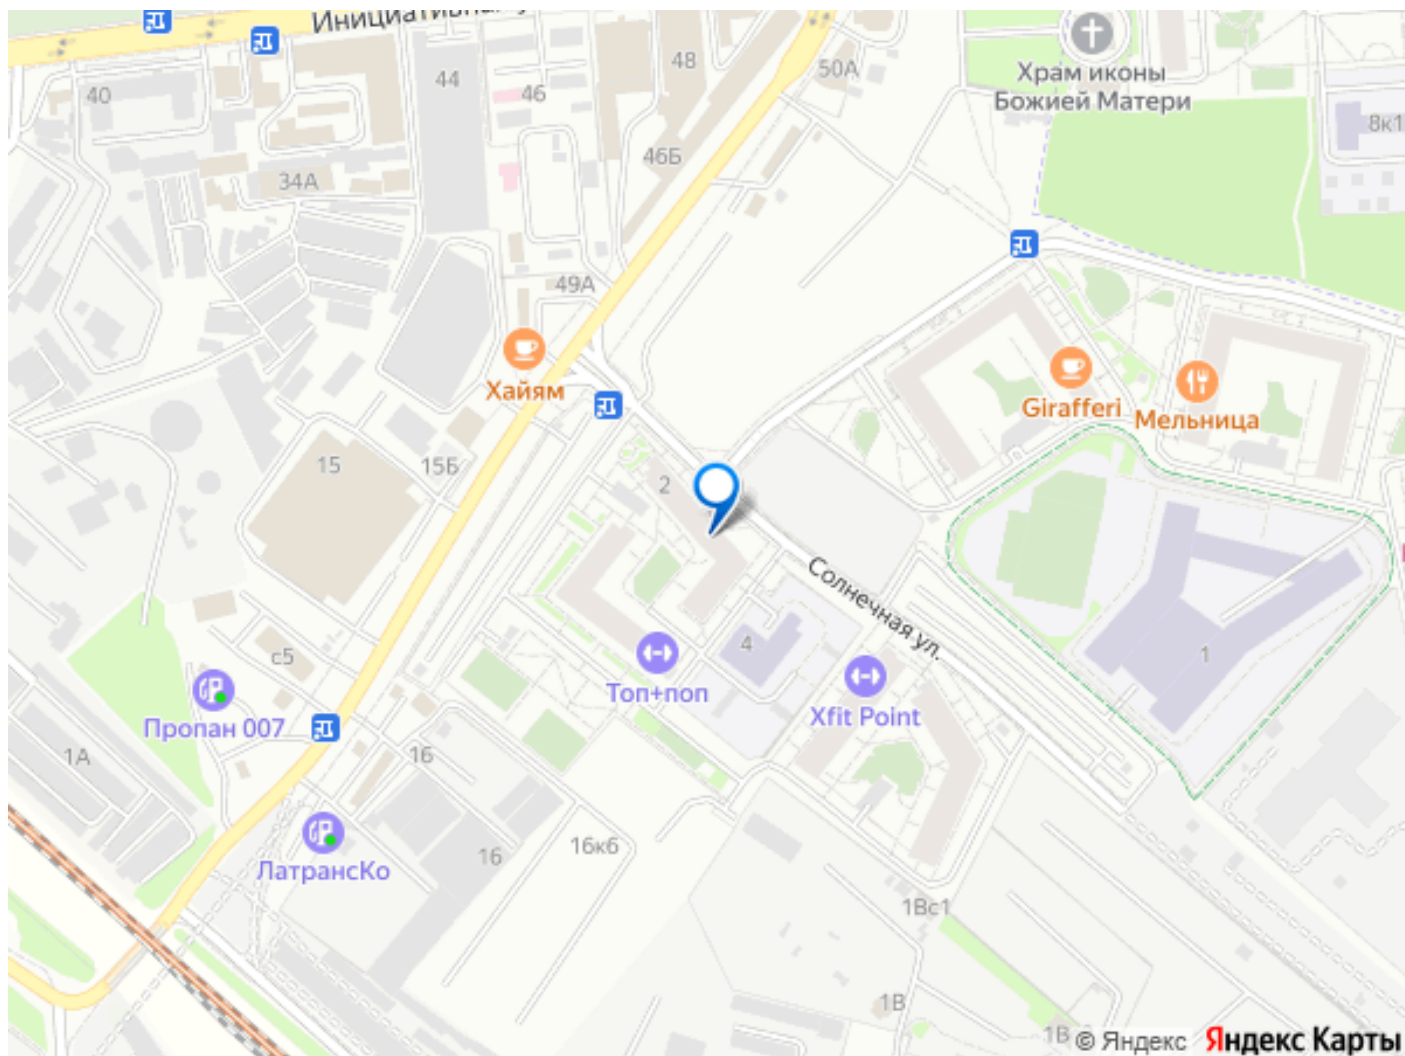 Инициативная у
40
44
46
48
50А
Храм иконы
Божией Матери
8к1
34А
46Б
49А
Хайям
Giraffer​i
Мельница
15
15Б
2
Солнечная ул.
с5
4
1
Топ+поп
Xfit Point
Пропан 007
1А
16
16
16к6
ЛатрансКо
1Вс1
1В
1В
© Яндекс Яндекс Карты